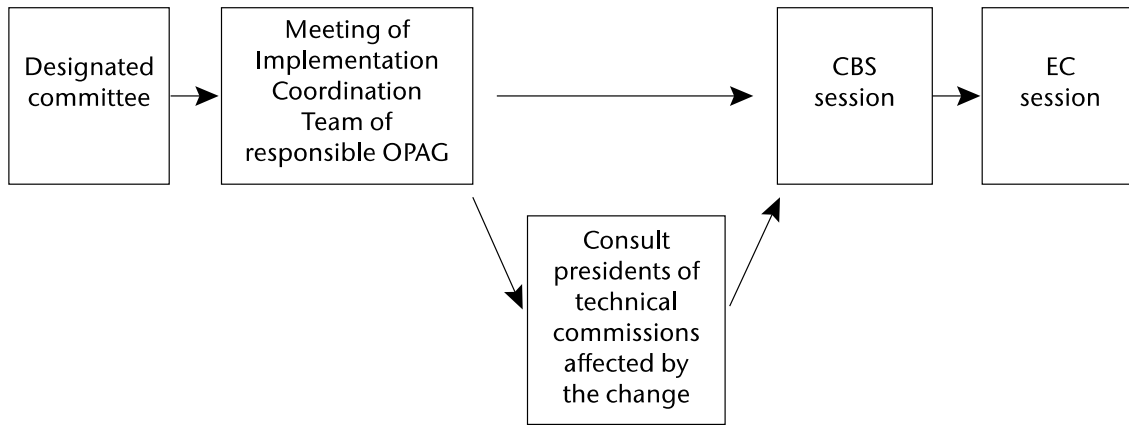 Designated
committee
Meeting of
Implementation
Coordination
Team of
responsible OPAG
CBS
session
EC
session
Consult
presidents of
technical
commissions
affected by
the change